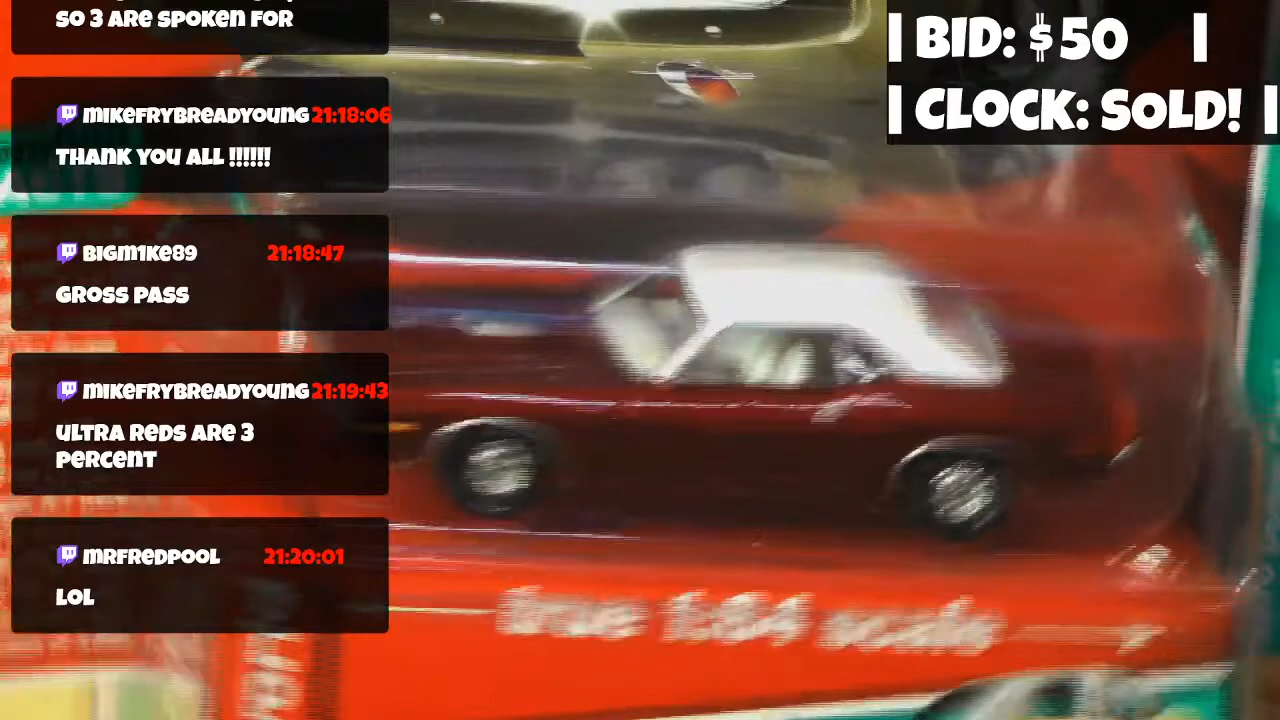 SO 3 ARE SPOKEN FOR
MIKEFRYBREADYOUNG 21:18:06
THANK YOU ALL !!!!!!
BIGM1KE89 21:18:47
GROSS PASS
MIKEFRYBREADYOUNG 21:19:43
ULTRA REDS ARE 3
PERCENT
MRFREDPOOL 21:20:01
LOL
| BID: $50 |
| CLOCK: SOLD! |
true 1:64 scale